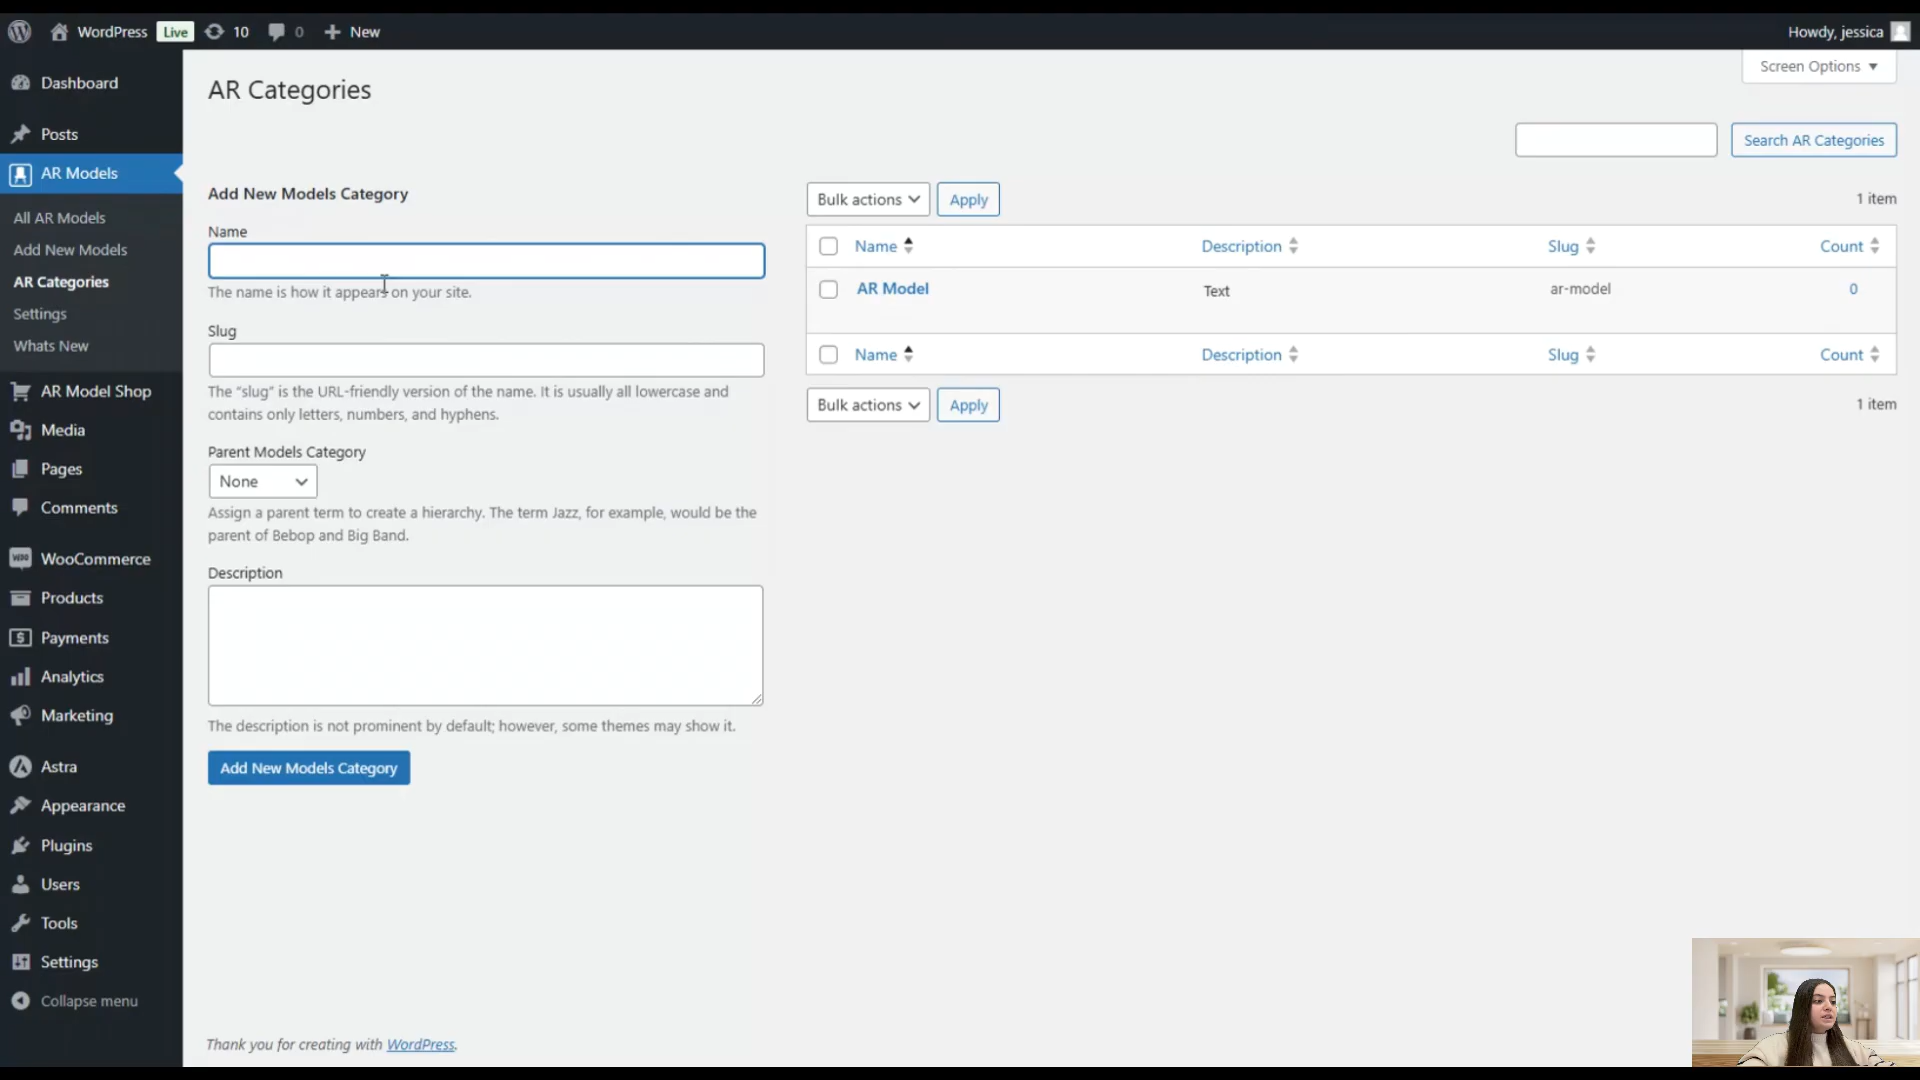 WordPress Live 10 0 New Howdy, jessica
Screen Options
Dashboard
Posts
AR Models
All AR Models
Add New Models
AR Categories
Settings
Whats New
AR Model Shop
Media
Pages
Comments
WooCommerce
Products
Payments
Analytics
Marketing
Astra
Appearance
Plugins
Users
Tools
Settings
Collapse menu
AR Categories
Search AR Categories
Add New Models Category
Name
The name is how it appears on your site.
Slug
The “slug” is the URL-friendly version of the name. It is usually all lowercase and
contains only letters, numbers, and hyphens.
Parent Models Category
None
Assign a parent term to create a hierarchy. The term Jazz, for example, would be the
parent of Bebop and Big Band.
Description
The description is not prominent by default; however, some themes may show it.
Add New Models Category
Bulk actions Apply 1 item
Name Description Slug Count
AR Model Text ar-model 0
Name Description Slug Count
Bulk actions Apply 1 item
Thank you for creating with WordPress.